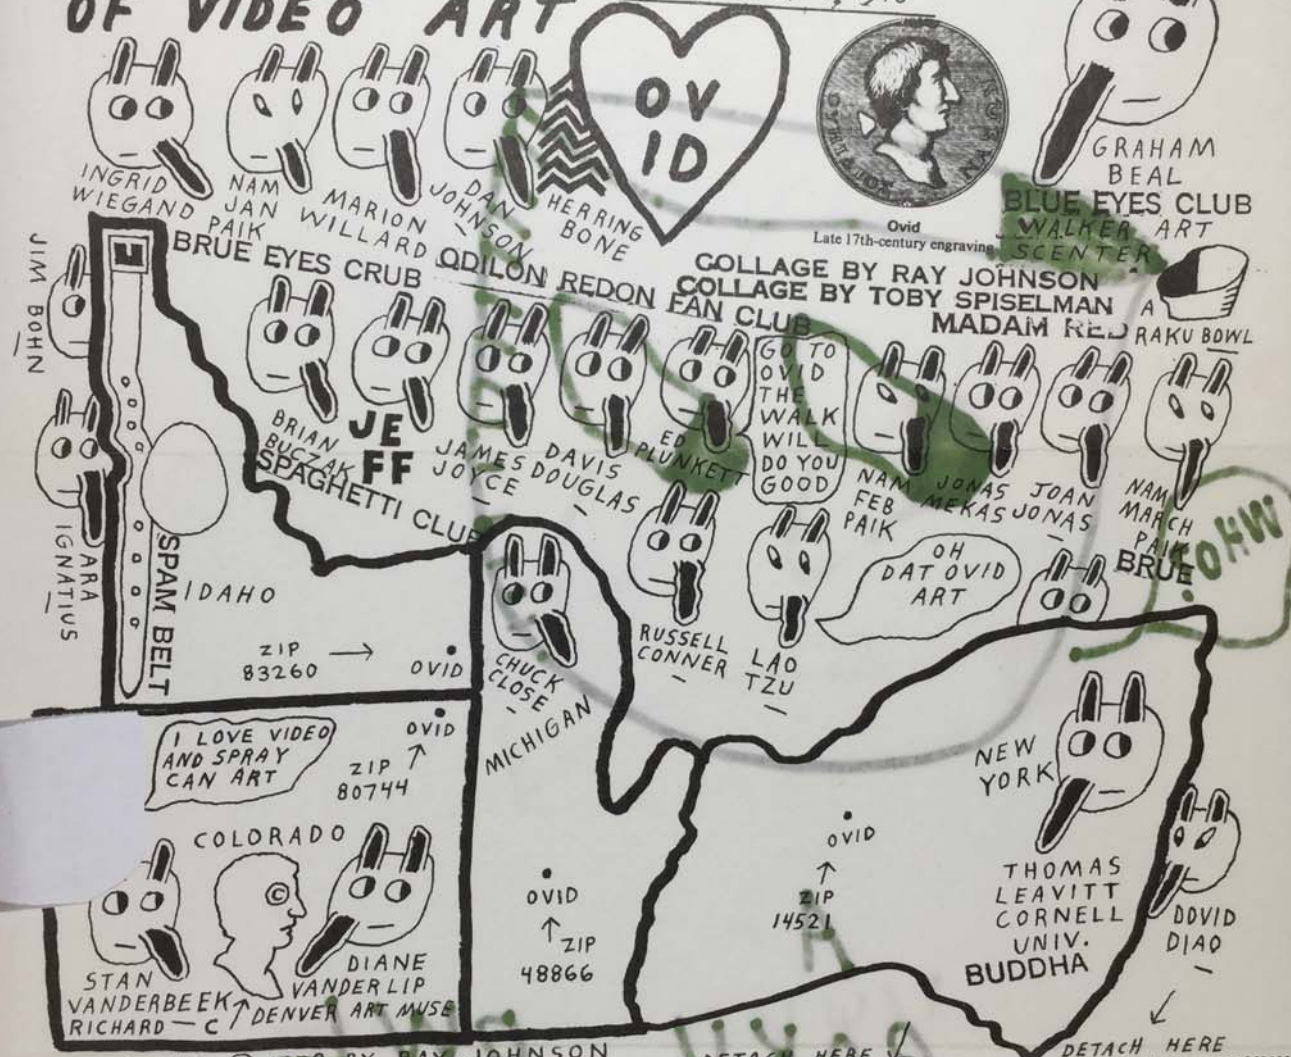 OF VIDEO ART
OV
ID
Ovid
Late 17th-century engraving
GRAHAM
BEAL
BLUE EYES CLUB
WALKER ART
SCENTER
INGRID
WIEGAND
NAM
JAN
PAIK
MARION
WILLARD
DAN
JOHNSON
HERRING
BONE
BRUE EYES CRUB
ODILON REDON
FAN CLUB
COLLAGE BY RAY JOHNSON
COLLAGE BY TOBY SPISELMAN
MADAM RED
A
RAKU BOWL
JIM BOHN
U
BRIAN
BUCZAK
JE
FF
JAMES
JOYCE
DAVIS
DOUGLAS
ED
PLUNKETT
GO TO
OVID
THE
WALK
WILL
DO YOU
GOOD
NAM
FEB
PAIK
JONAS
MEKAS
JOAN
JONAS
NAM
MARCH
PAIK
BRUE
SPAGHETTI CLUB
ARA
IGNATIUS
SPAM BELT
IDAHO
ZIP
83260
OVID
CHUCK
CLOSE
MICHIGAN
RUSSELL
CONNER
LAO
TZU
OH
DAT OVID
ART
OHW
I LOVE VIDEO
AND SPRAY
CAN ART
OVID
ZIP
80744
COLORADO
©
STAN
VANDERBEEK
RICHARD — C
DIANE
VANDERLIP
DENVER ART MUSE
OVID
ZIP
48866
OVID
ZIP
14521
NEW
YORK
THOMAS
LEAVITT
CORNELL
UNIV.
BUDDHA
DOVID
DIAO
DETACH HERE
BY RAY JOHNSON
DETACH HERE